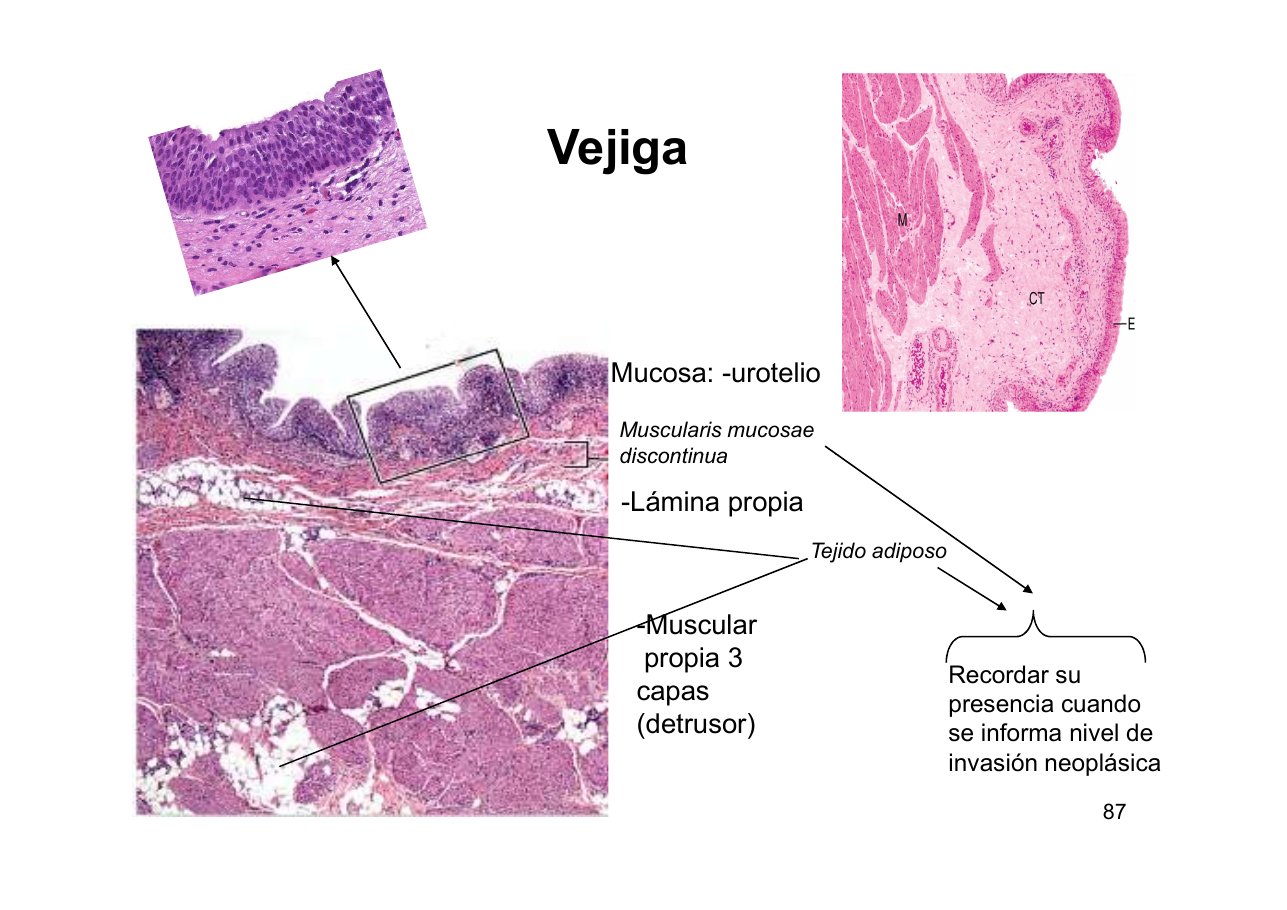 Vejiga
M
CT
E
Mucosa: -urotelio
Muscularis mucosae
discontinua
-Lámina propia
Tejido adiposo
-Muscular
propia 3
capas
(detrusor)
Recordar su
presencia cuando
se informa nivel de
invasión neoplásica
87